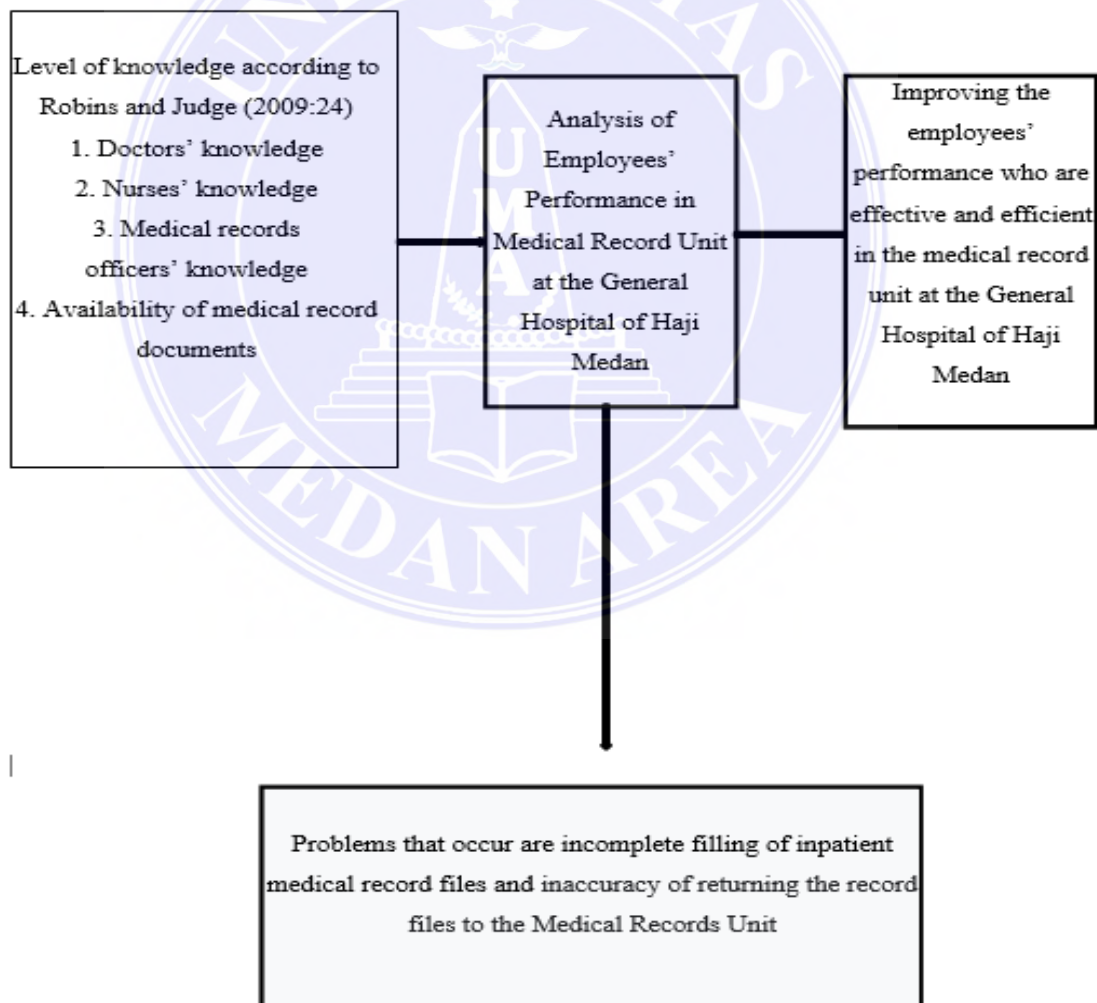 Level of knowledge according to
Robins and Judge (2009:24)
1. Doctors’ knowledge
2. Nurses’ knowledge
3. Medical records
officers’ knowledge
4. Availability of medical record
documents
Analysis of
Employees’
Performance in
Medical Record Unit
at the General
Hospital of Haji
Medan
Improving the
employees’
performance who are
effective and efficient
in the medical record
unit at the General
Hospital of Haji
Medan
UMA
MEDAN AREA
Problems that occur are incomplete filling of inpatient
medical record files and inaccuracy of returning the record
files to the Medical Records Unit